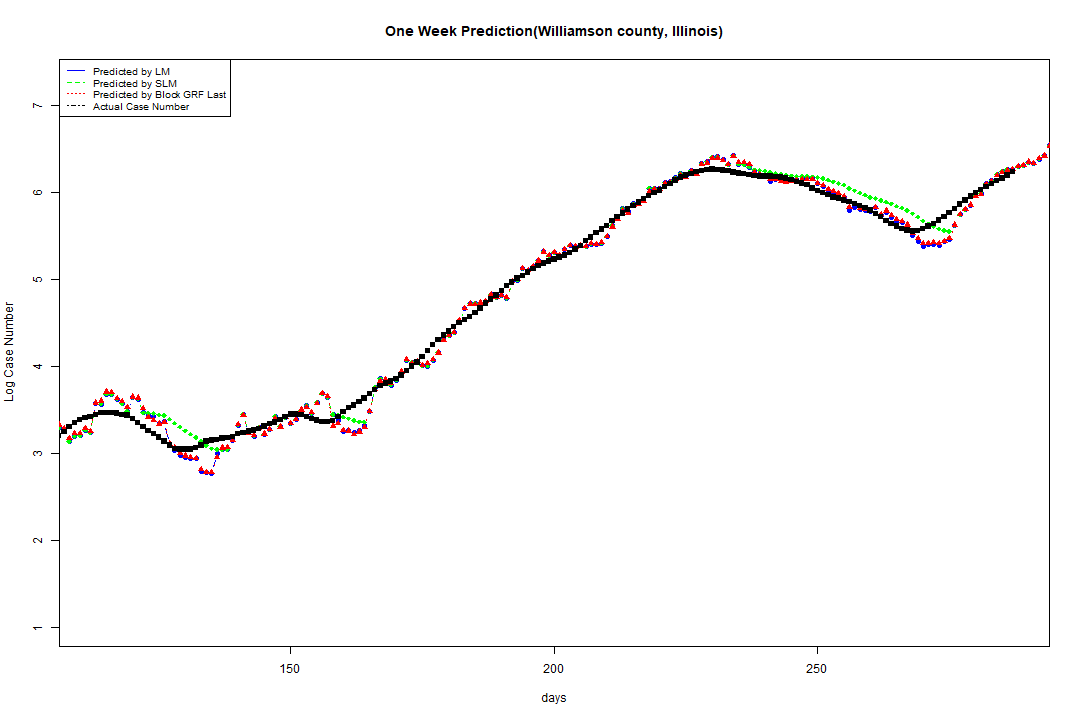 One Week Prediction(Williamson county, Illinois)
Predicted by LM
Predicted by SLM
Predicted by Block GRF Last
Actual Case Number
Log Case Number
7
6
5
4
3
2
1
150 200 250
days